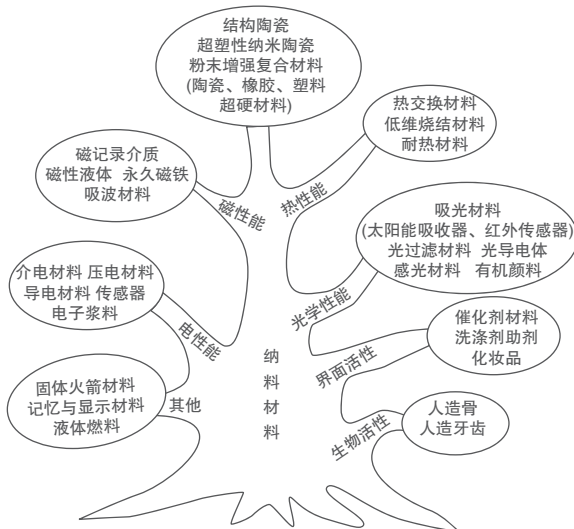 结构陶瓷
超塑性纳米陶瓷
粉末增强复合材料
(陶瓷、橡胶、塑料
超硬材料)
热交换材料
低维烧结材料
耐热材料
磁记录介质
磁性液体 永久磁铁
吸波材料
磁性能
热性能
吸光材料
(太阳能吸收器、红外传感器)
光过滤材料 光导电体
感光材料 有机颜料
介电材料 压电材料
导电材料 传感器
电子浆料
电性能
光学性能
催化剂材料
洗涤剂助剂
化妆品
界面活性
纳
料
材
料
固体火箭材料
记忆与显示材料
液体燃料
其他
人造骨
人造牙齿
生物活性